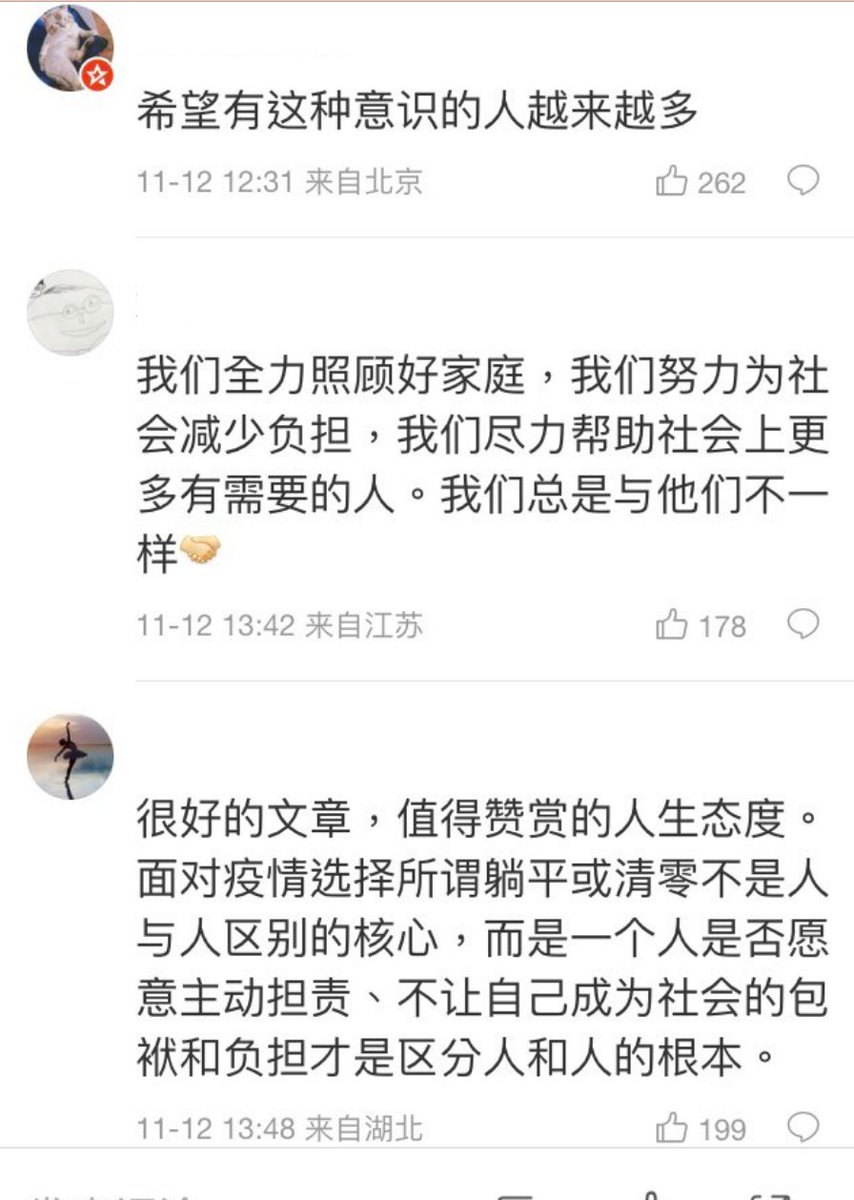 希望有这种意识的人越来越多
11-12 12:31 来自北京
262
我们全力照顾好家庭，我们努力为社
会减少负担，我们尽力帮助社会上更
多有需要的人。我们总是与他们不一
样🤝
11-12 13:42 来自江苏
178
很好的文章，值得赞赏的人生态度。
面对疫情选择所谓躺平或清零不是人
与人区别的核心，而是一个人是否愿
意主动担责、不让自己成为社会的包
袱和负担才是区分人和人的根本。
11-12 13:48 来自湖北
199